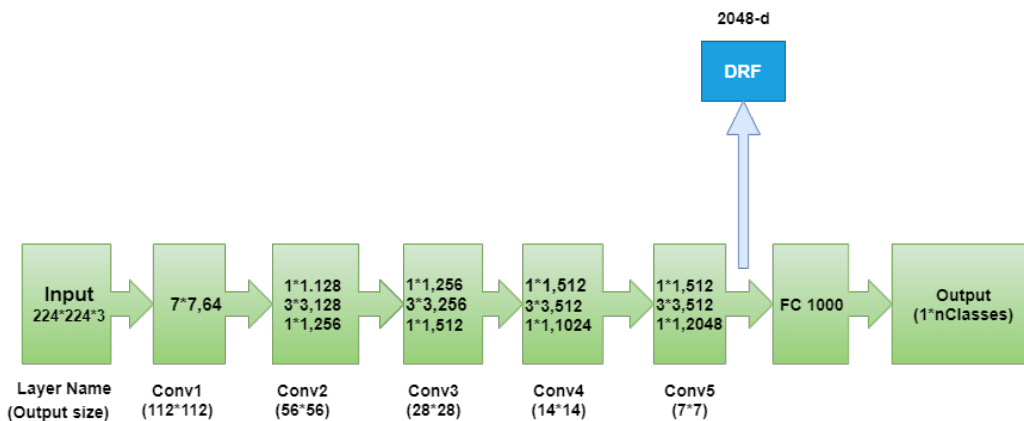 2048-d
DRF
Input
224*224*3
7*7,64
1*1.128
3*3,128
1*1,256
1*1,256
3*3,256
1*1,512
1*1,512
3*3,512
1*1,1024
1*1,512
3*3,512
1*1,2048
FC 1000
Output
(1*nClasses)
Layer Name
(Output size)
Conv1
(112*112)
Conv2
(56*56)
Conv3
(28*28)
Conv4
(14*14)
Conv5
(7*7)